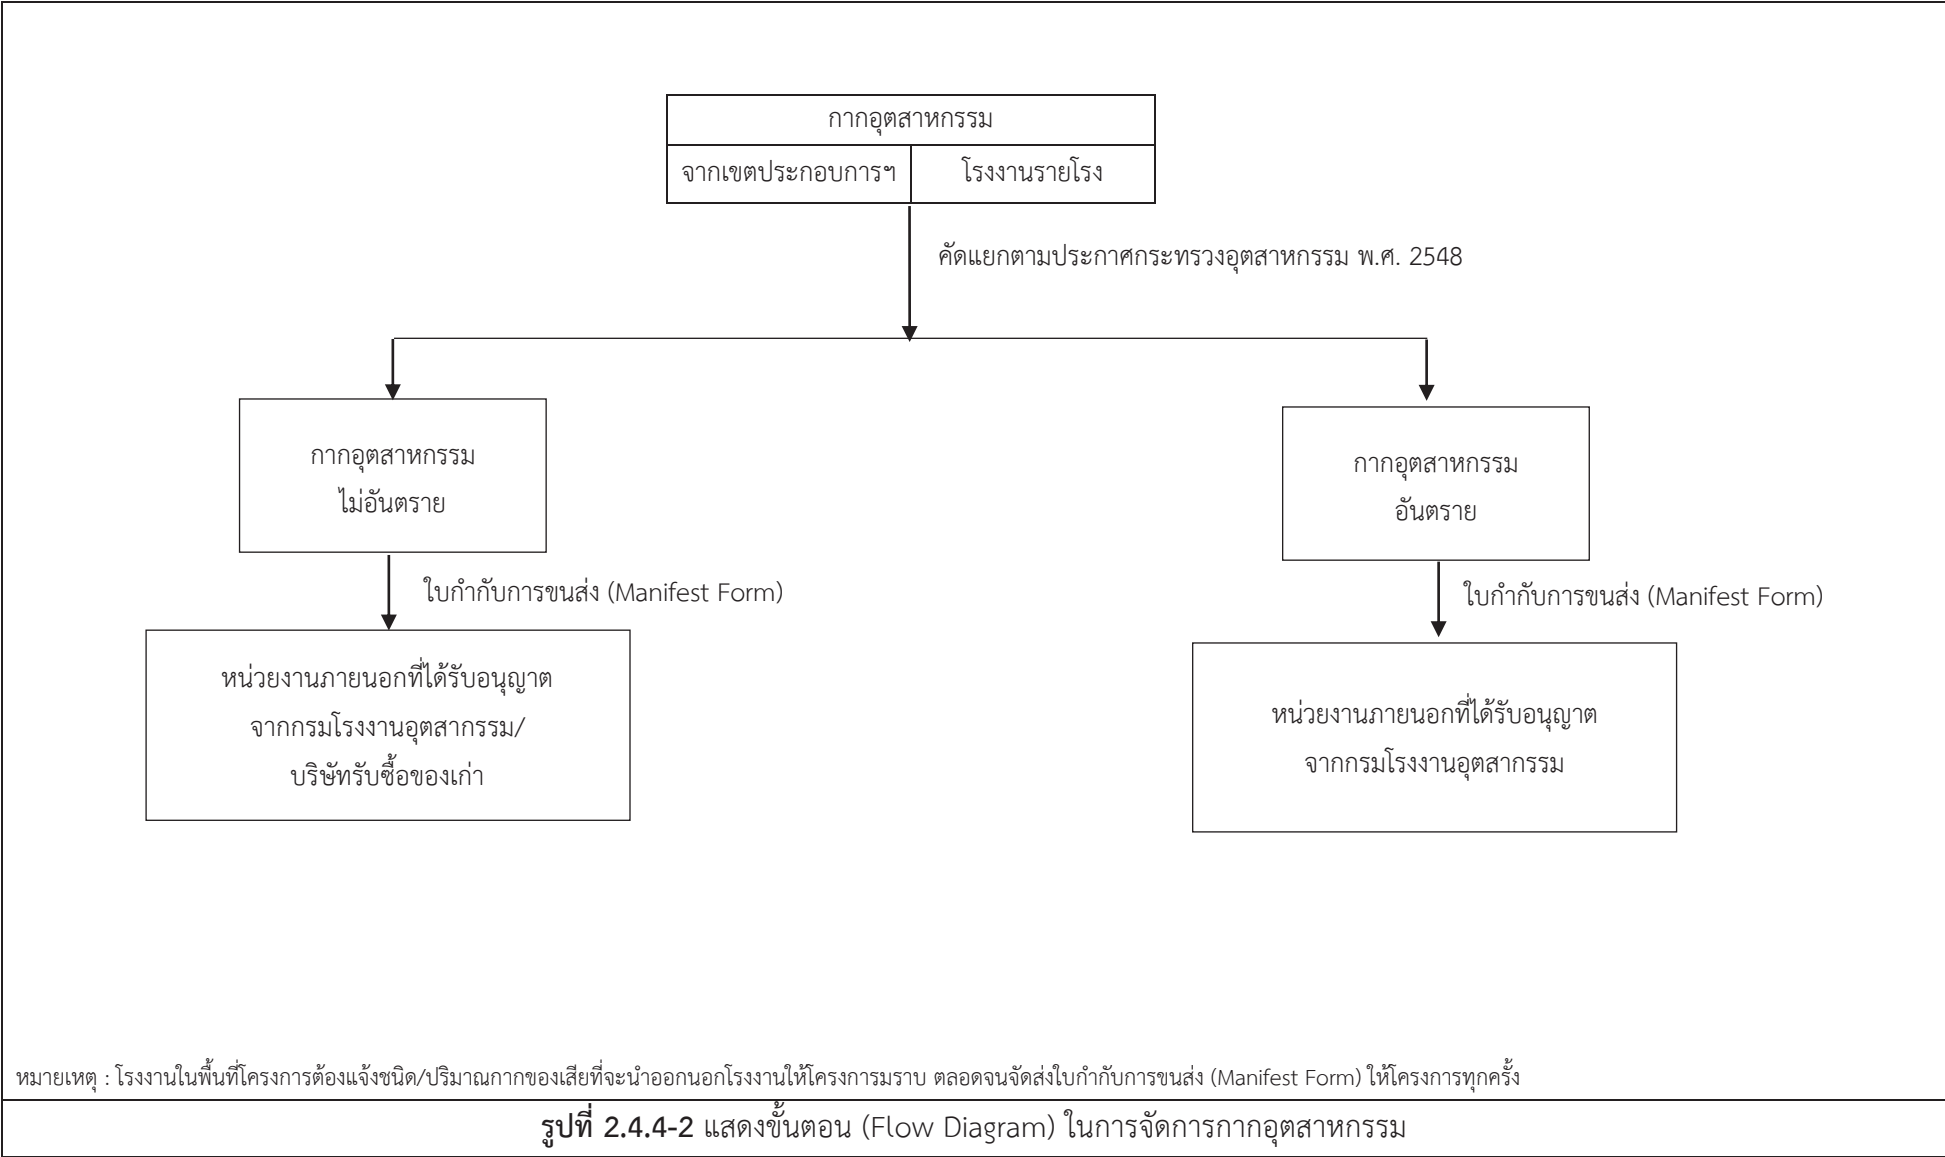 กากอุตสาหกรรม
จากเขตประกอบการฯ
โรงงานรายโรง
คัดแยกตามประกาศกระทรวงอุตสาหกรรม พ.ศ. 2548
กากอุตสาหกรรม
ไม่อันตราย
กากอุตสาหกรรม
อันตราย
ใบกำกับการขนส่ง (Manifest Form)
ใบกำกับการขนส่ง (Manifest Form)
หน่วยงานภายนอกที่ได้รับอนุญาต
จากกรมโรงงานอุตสากรรม/
บริษัทรับซื้อของเก่า
หน่วยงานภายนอกที่ได้รับอนุญาต
จากกรมโรงงานอุตสากรรม
หมายเหตุ : โรงงานในพื้นที่โครงการต้องแจ้งชนิด/ปริมาณกากของเสียที่จะนำออกนอกโรงงานให้โครงการมราบ ตลอดจนจัดส่งใบกำกับการขนส่ง (Manifest Form) ให้โครงการทุกครั้ง
รูปที่ 2.4.4-2 แสดงขั้นตอน (Flow Diagram) ในการจัดการกากอุตสาหกรรม